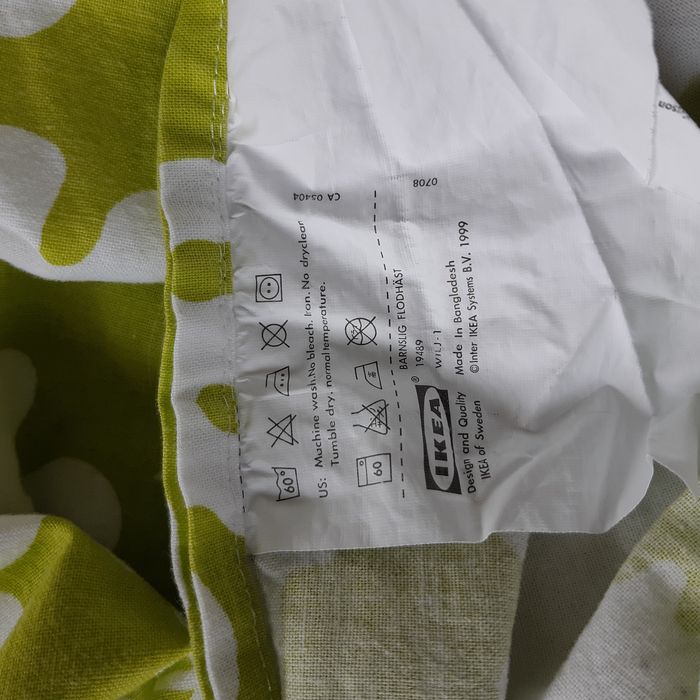 60°
US: Machine wash.No bleach. Iron. No dryclean
Tumble dry: normal temperature.
60
BARNSLIG FLODHÄST
19489
WILJ-1
IKEA®
Design and Quality
IKEA of Sweden
Made In Bangladesh
©Inter IKEA Systems B.V. 1999
CA 05404
0708